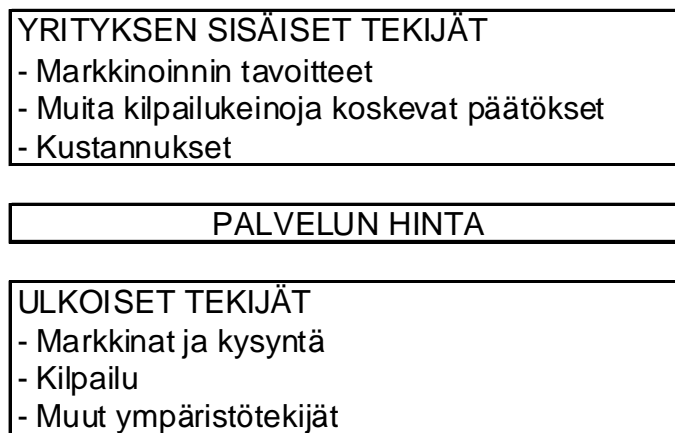 YRITYKSEN SISÄISET TEKIJÄT
- Markkinoinnin tavoitteet
- Muita kilpailukeinoja koskevat päätökset
- Kustannukset
PALVELUN HINTA
ULKOISET TEKIJÄT
- Markkinat ja kysyntä
- Kilpailu
- Muut ympäristötekijät